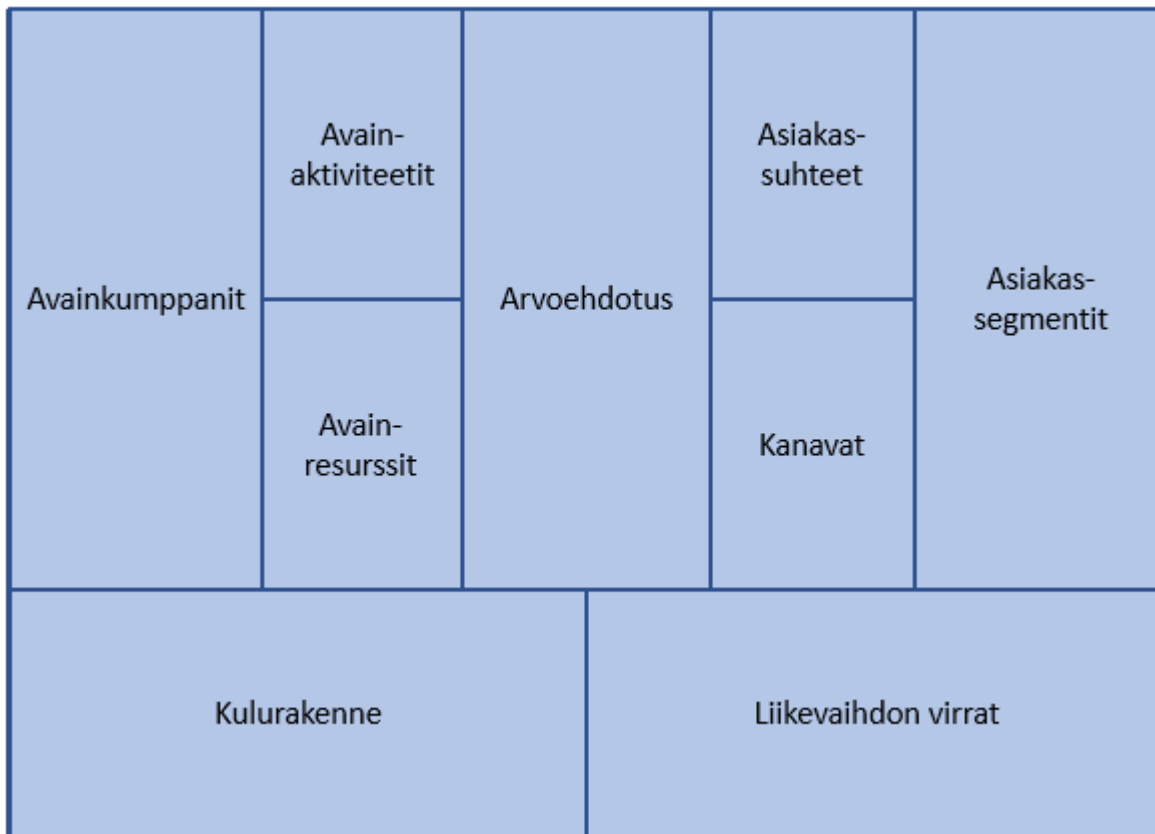 Avainkumppanit
Avain-
aktiviteetit
Avain-
resurssit
Arvoehdotus
Asiakas-
suhteet
Kanavat
Asiakas-
segmentit
Kulurakenne
Liikevaihdon virrat